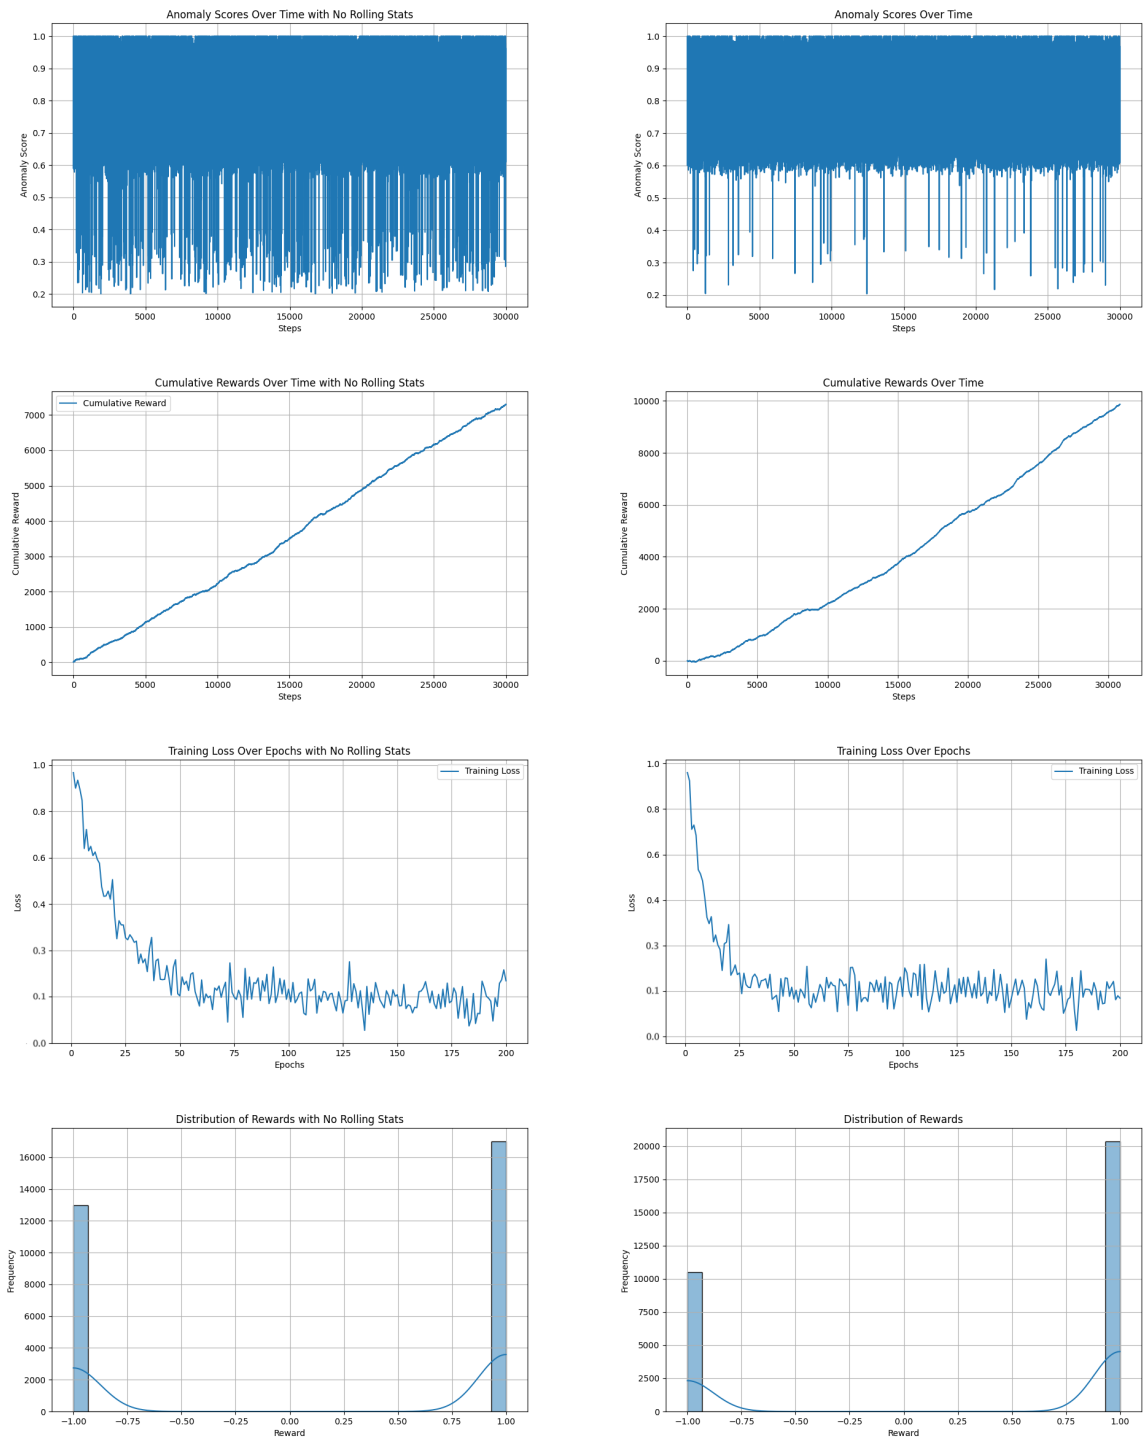 Anomaly Scores Over Time with No Rolling Stats
1.0
0.9
0.8
0.7
0.6
0.5
0.4
0.3
0.2
Anomaly Score
0 5000 10000 15000 20000 25000 30000
Steps
Anomaly Scores Over Time
1.0
0.9
0.8
0.7
0.6
0.5
0.4
0.3
0.2
Anomaly Score
0 5000 10000 15000 20000 25000 30000
Steps
Cumulative Rewards Over Time with No Rolling Stats
Cumulative Reward
7000
6000
5000
4000
3000
2000
1000
0
Cumulative Reward
0 5000 10000 15000 20000 25000 30000
Steps
Cumulative Rewards Over Time
10000
8000
6000
4000
2000
0
Cumulative Reward
0 5000 10000 15000 20000 25000 30000
Steps
Training Loss Over Epochs with No Rolling Stats
Training Loss
1.0
0.8
0.6
0.4
0.3
0.1
0.0
Loss
0 25 50 75 100 125 150 175 200
Epochs
Training Loss Over Epochs
Training Loss
1.0
0.8
0.6
0.4
0.3
0.1
0.0
Loss
0 25 50 75 100 125 150 175 200
Epochs
Distribution of Rewards with No Rolling Stats
16000
14000
12000
10000
8000
6000
4000
2000
0
Frequency
−1.00 −0.75 −0.50 −0.25 0.00 0.25 0.50 0.75 1.00
Reward
Distribution of Rewards
20000
17500
15000
12500
10000
7500
5000
2500
0
Frequency
−1.00 −0.75 −0.50 −0.25 0.00 0.25 0.50 0.75 1.00
Reward